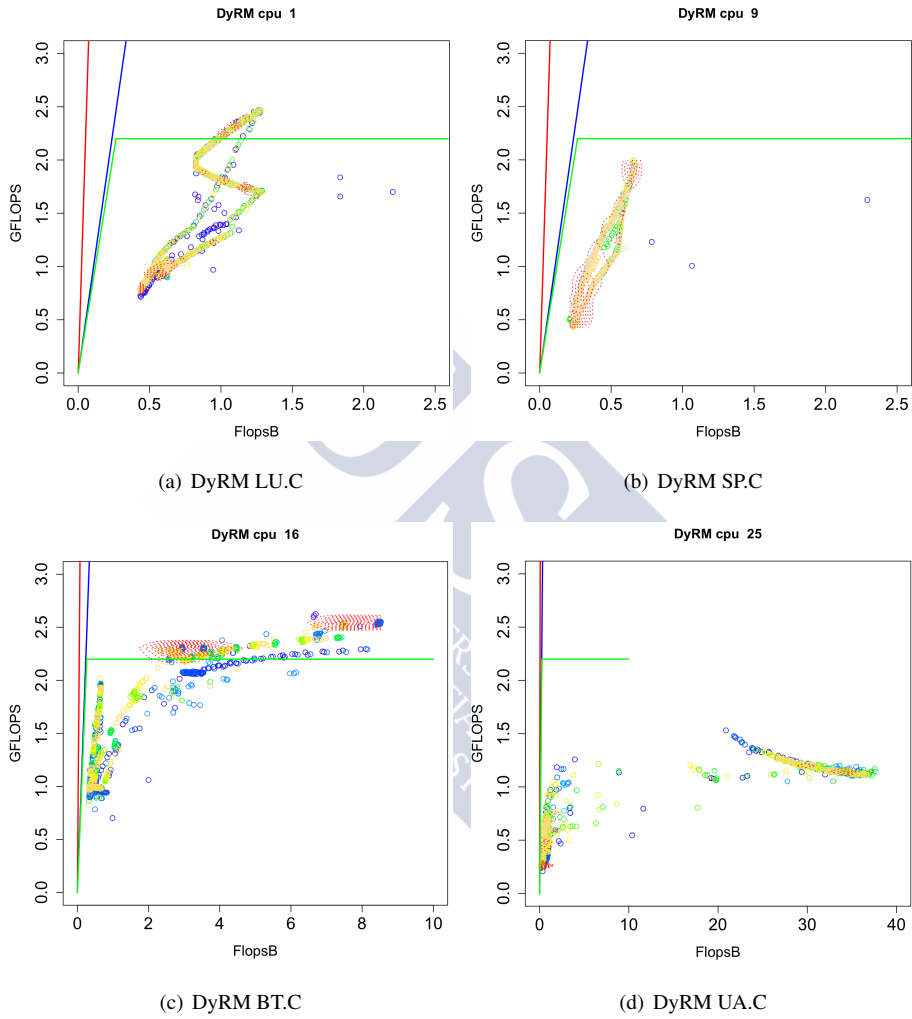 DyRM cpu 1
GFLOPS
0.0 0.5 1.0 1.5 2.0 2.5 3.0
0.0 0.5 1.0 1.5 2.0 2.5
FlopsB
(a) DyRM LU.C
DyRM cpu 9
GFLOPS
0.0 0.5 1.0 1.5 2.0 2.5 3.0
0.0 0.5 1.0 1.5 2.0 2.5
FlopsB
(b) DyRM SP.C
DyRM cpu 16
GFLOPS
0.0 0.5 1.0 1.5 2.0 2.5 3.0
0 2 4 6 8 10
FlopsB
(c) DyRM BT.C
DyRM cpu 25
GFLOPS
0.0 0.5 1.0 1.5 2.0 2.5 3.0
0 10 20 30 40
FlopsB
(d) DyRM UA.C